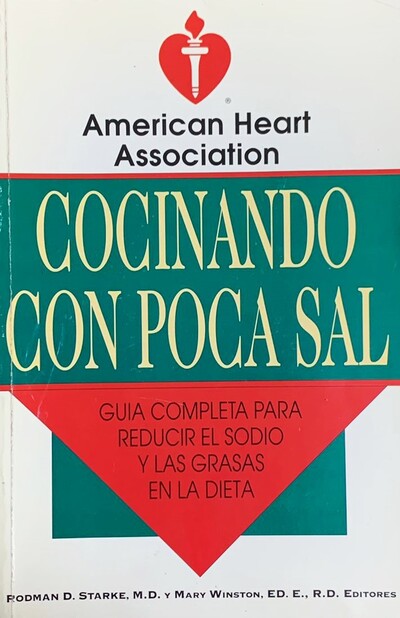 American Heart
Association
COCINANDO
CON POCA SAL
GUIA COMPLETA PARA
REDUCIR EL SODIO
Y LAS GRASAS
EN LA DIETA
RODMAN D. STARKE, M.D. Y MARY WINSTON, ED. E., R.D. EDITORES